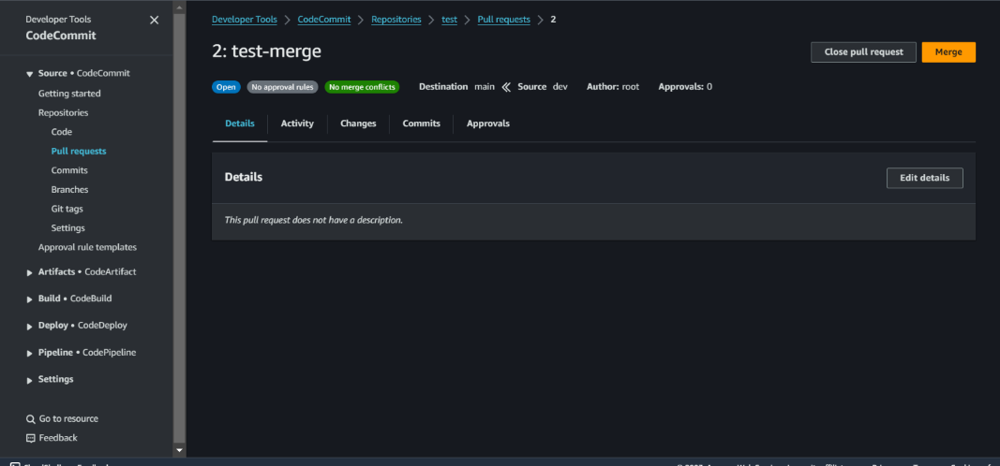 Developer Tools
CodeCommit
Source • CodeCommit
Getting started
Repositories
Code
Pull requests
Commits
Branches
Git tags
Settings
Approval rule templates
Artifacts • CodeArtifact
Build • CodeBuild
Deploy • CodeDeploy
Pipeline • CodePipeline
Settings
Go to resource
Feedback
Developer Tools > CodeCommit > Repositories > test > Pull requests > 2
2: test-merge
Close pull request Merge
Open No approval rules No merge conflicts Destination main Source dev Author: root Approvals: 0
Details Activity Changes Commits Approvals
Details Edit details
This pull request does not have a description.